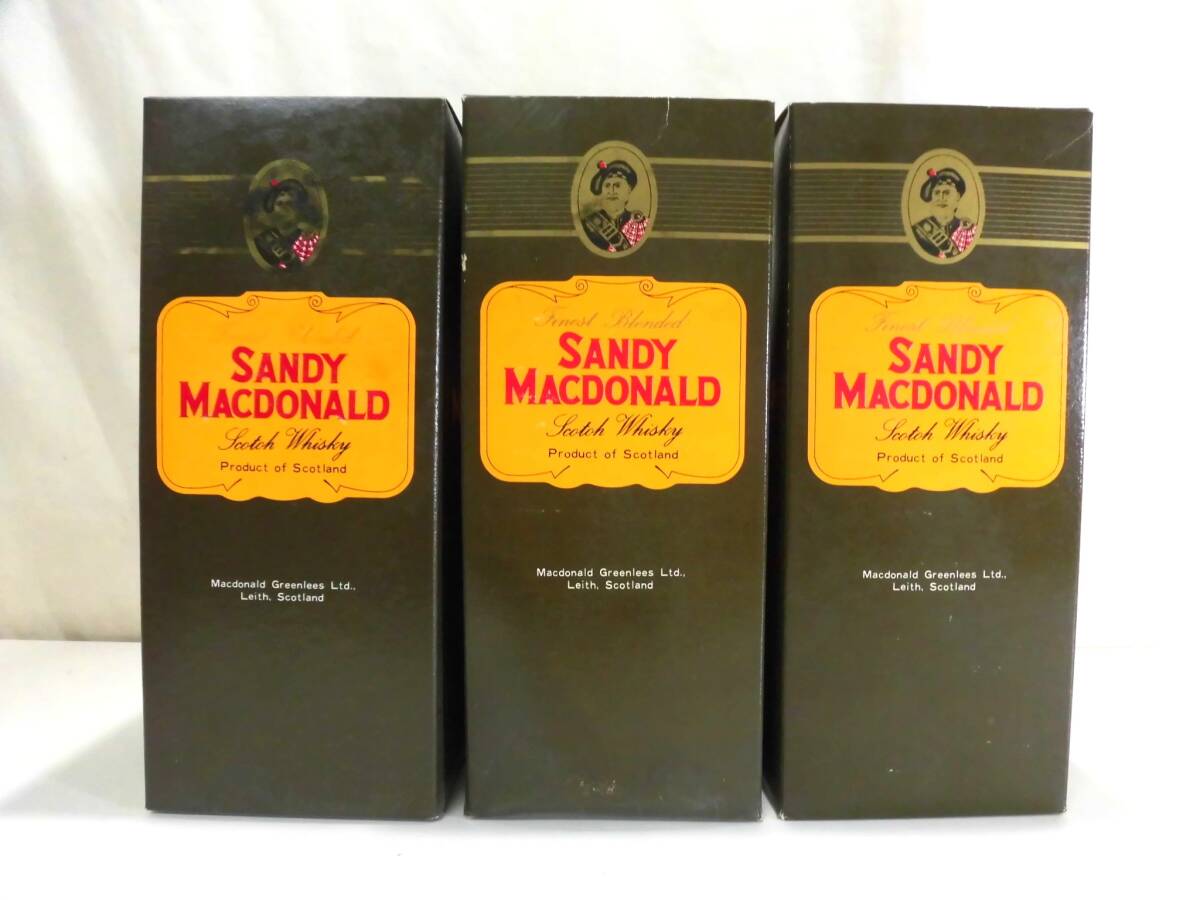 SANDY
MACDONALD
Scotch Whisky
Product of Scotland
Macdonald Greenlees Ltd.,
Leith, Scotland
Finest Blended
SANDY
MACDONALD
Scotch Whisky
Product of Scotland
Macdonald Greenlees Ltd.,
Leith, Scotland
Finest Blended
SANDY
MACDONALD
Scotch Whisky
Product of Scotland
Macdonald Greenlees Ltd.,
Leith, Scotland